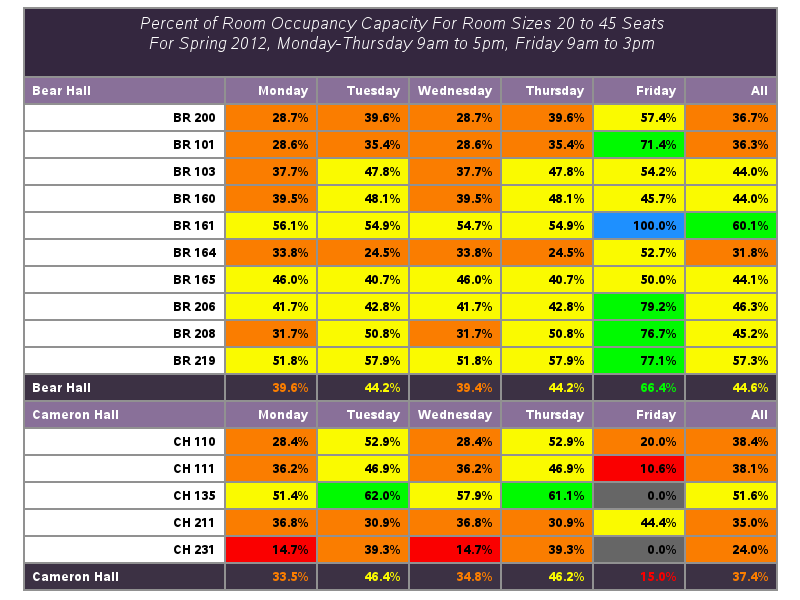 Percent of Room Occupancy Capacity For Room Sizes 20 to 45 Seats
For Spring 2012, Monday-Thursday 9am to 5pm, Friday 9am to 3pm
Bear Hall Monday Tuesday Wednesday Thursday Friday All
BR 200 28.7% 39.6% 28.7% 39.6% 57.4% 36.7%
BR 101 28.6% 35.4% 28.6% 35.4% 71.4% 36.3%
BR 103 37.7% 47.8% 37.7% 47.8% 54.2% 44.0%
BR 160 39.5% 48.1% 39.5% 48.1% 45.7% 44.0%
BR 161 56.1% 54.9% 54.7% 54.9% 100.0% 60.1%
BR 164 33.8% 24.5% 33.8% 24.5% 52.7% 31.8%
BR 165 46.0% 40.7% 46.0% 40.7% 50.0% 44.1%
BR 206 41.7% 42.8% 41.7% 42.8% 79.2% 46.3%
BR 208 31.7% 50.8% 31.7% 50.8% 76.7% 45.2%
BR 219 51.8% 57.9% 51.8% 57.9% 77.1% 57.3%
Bear Hall 39.6% 44.2% 39.4% 44.2% 66.4% 44.6%
Cameron Hall Monday Tuesday Wednesday Thursday Friday All
CH 110 28.4% 52.9% 28.4% 52.9% 20.0% 38.4%
CH 111 36.2% 46.9% 36.2% 46.9% 10.6% 38.1%
CH 135 51.4% 62.0% 57.9% 61.1% 0.0% 51.6%
CH 211 36.8% 30.9% 36.8% 30.9% 44.4% 35.0%
CH 231 14.7% 39.3% 14.7% 39.3% 0.0% 24.0%
Cameron Hall 33.5% 46.4% 34.8% 46.2% 15.0% 37.4%